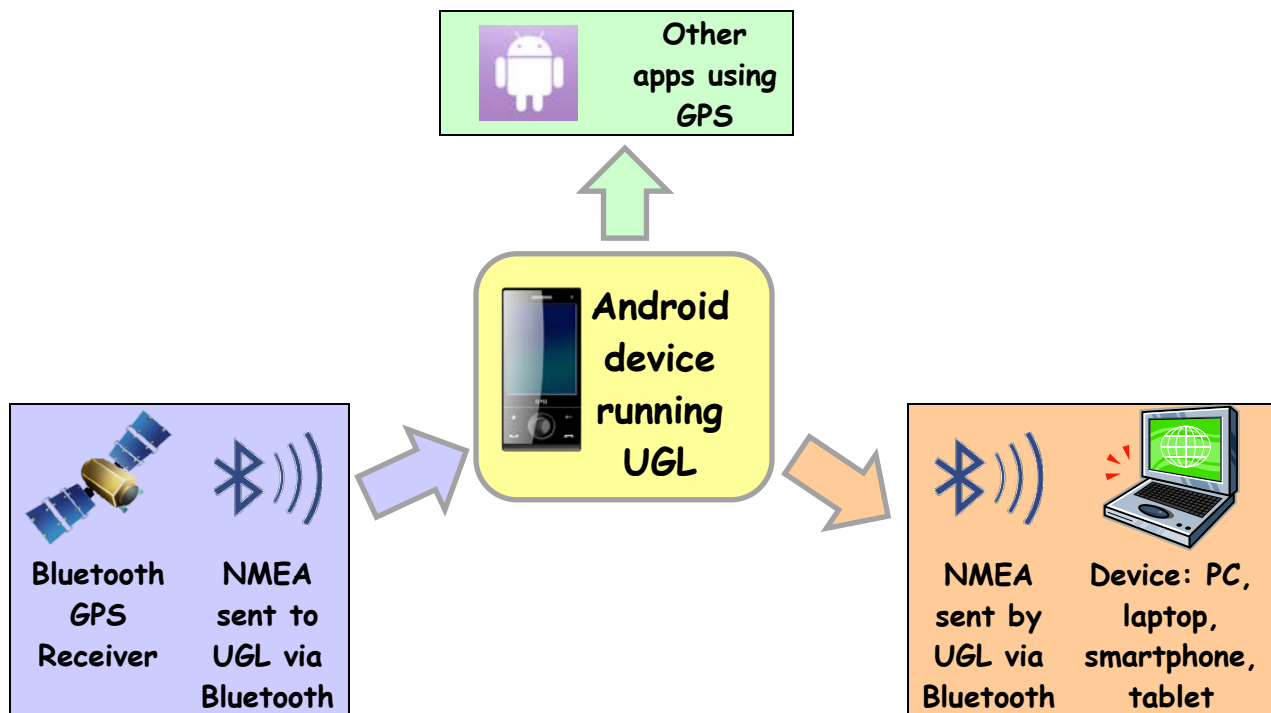 Other
apps using
GPS
Android
device
running
UGL
Bluetooth
GPS
Receiver
NMEA
sent to
UGL via
Bluetooth
NMEA
sent by
UGL via
Bluetooth
Device: PC,
laptop,
smartphone,
tablet